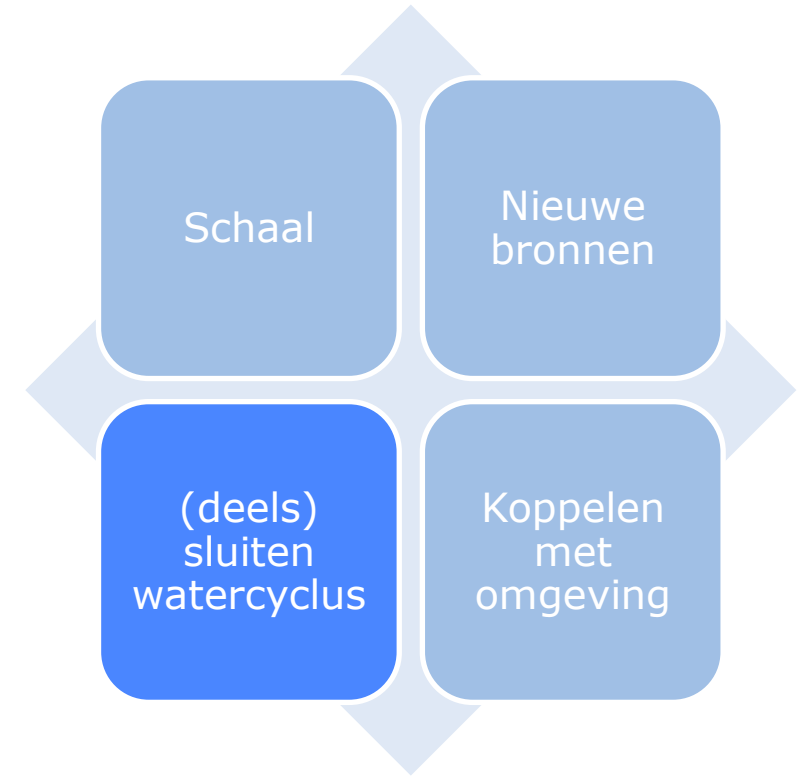 Schaal
Nieuwe
bronnen
(deels)
sluiten
watercyclus
Koppelen
met
omgeving